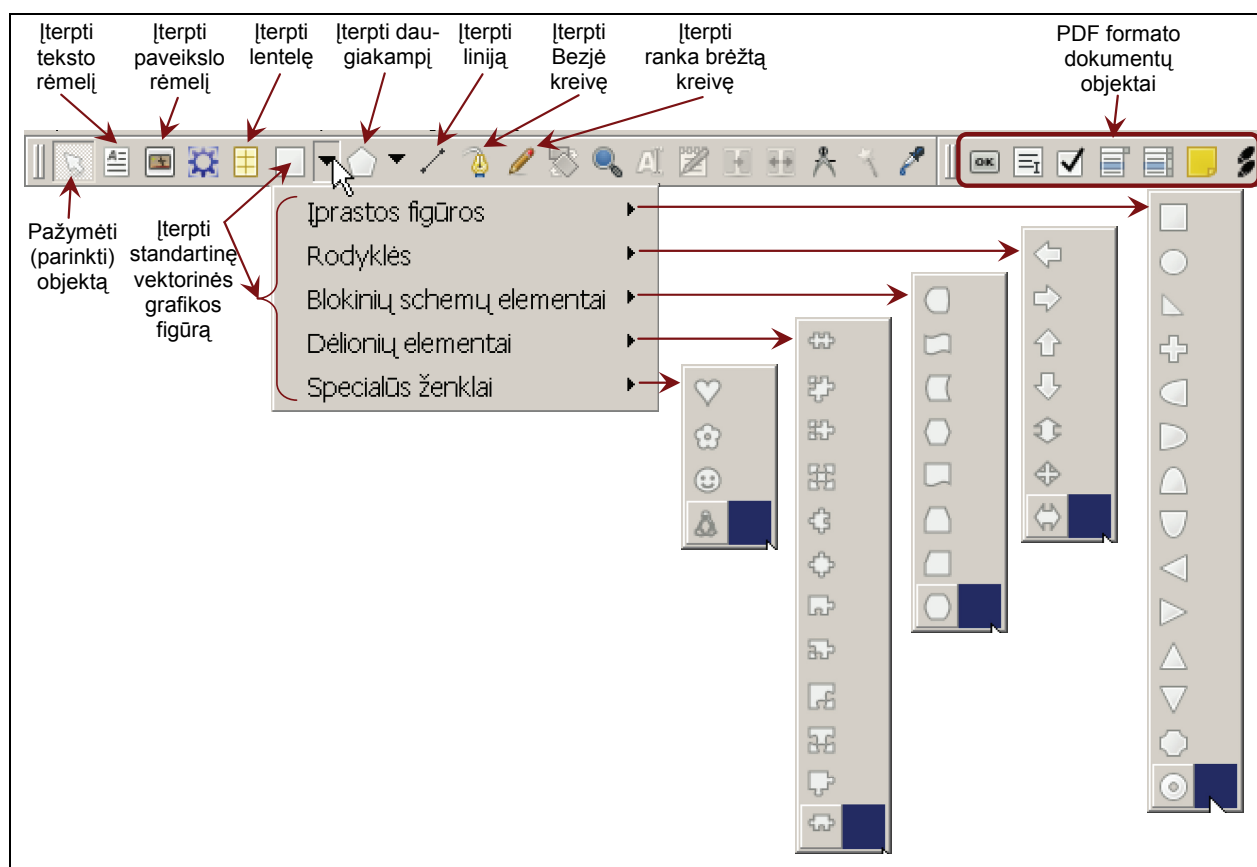 Įterpti
teksto
rėmelį
Įterpti
paveikslo
rėmelį
Įterpti
lentelę
Įterpti dau-
giakampį
Įterpti
liniją
Įterpti
Bezjė
kreivę
Įterpti
ranka brėžtą
kreivę
PDF formato
dokumentų
objektai
OK
Pažymėti
(parinkti)
objektą
Įterpti
standartinę
vektorinės
grafikos
figūrą
Įprastos figūros
Rodyklės
Blokinių schemų elementai
Dėlionių elementai
Specialūs ženklai